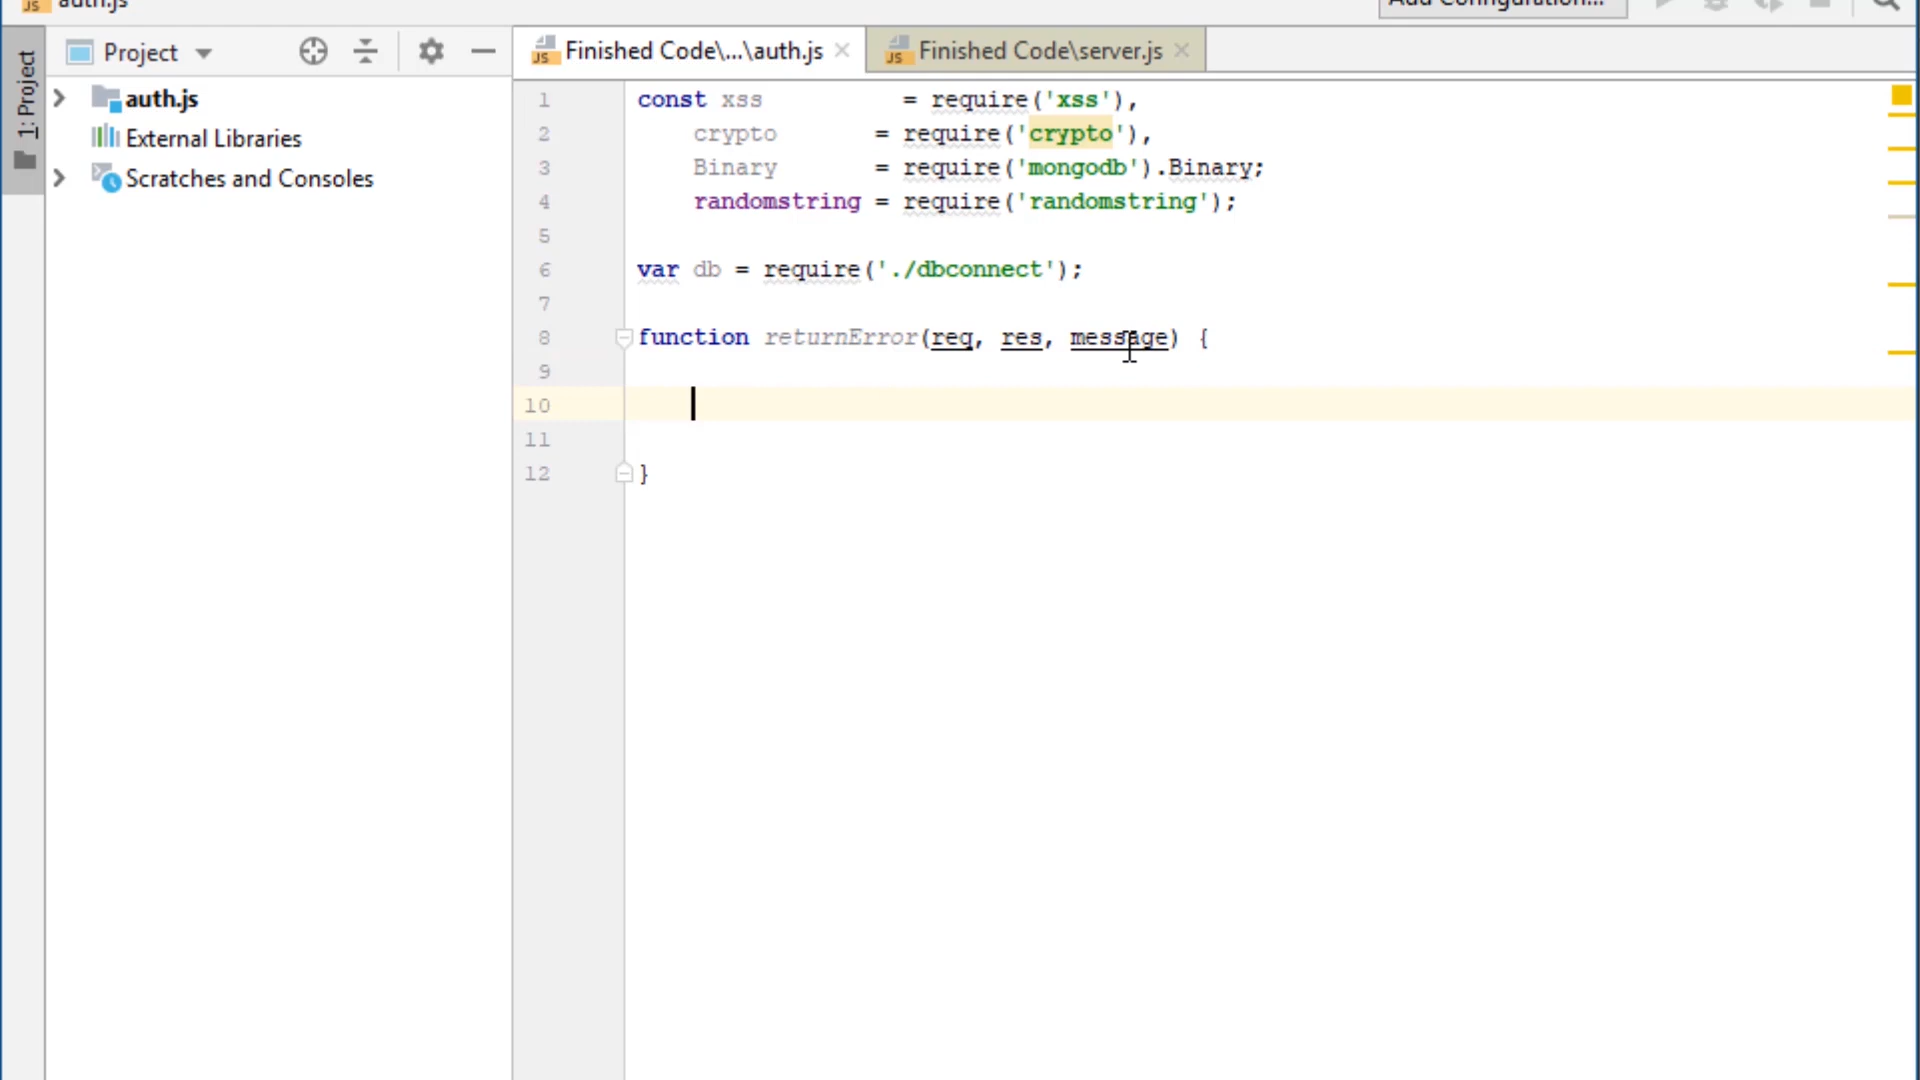 auth.js
Add Configuration...
1: Project
Project
Finished Code\...\auth.js
Finished Code\server.js
auth.js
External Libraries
Scratches and Consoles
1 const xss = require('xss'),
2 crypto = require('crypto'),
3 Binary = require('mongodb').Binary;
4 randomstring = require('randomstring');
5
6 var db = require('./dbconnect');
7
8 function returnError(req, res, message) {
9
10
11
12 }